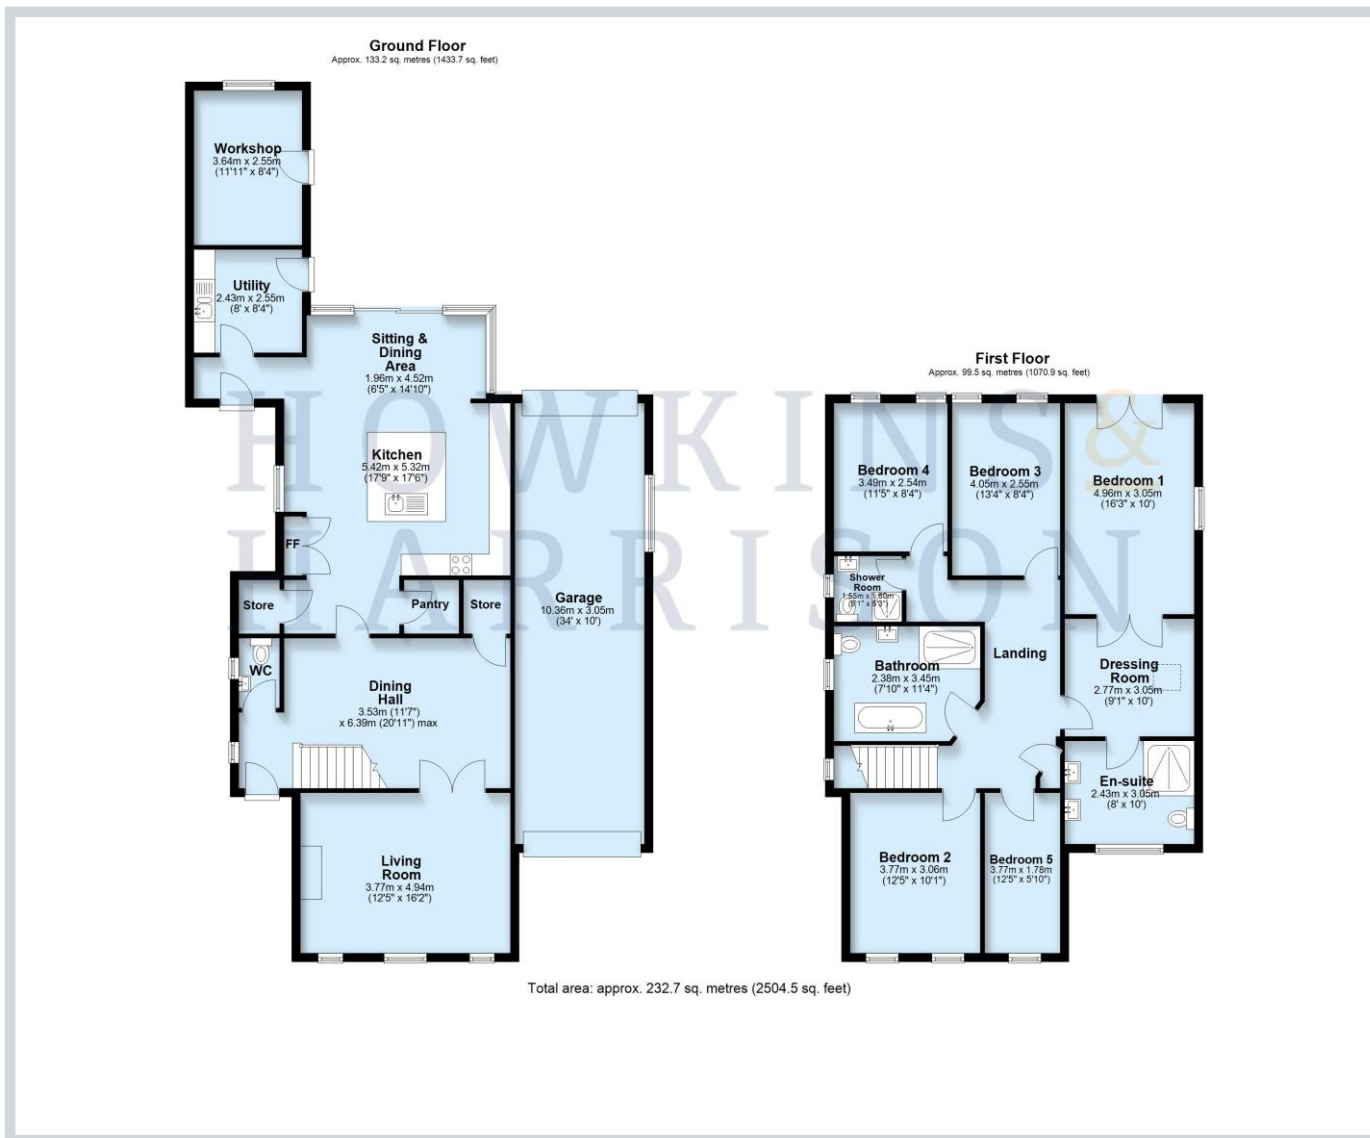 Ground Floor
Approx. 133.2 sq. metres (1433.7 sq. feet)
Workshop
3.64m x 2.55m
(11'11" x 8'4")
Utility
2.43m x 2.55m
(8' x 8'4")
Sitting &
Dining
Area
1.96m x 4.52m
(6'5" x 14'10")
Kitchen
5.42m x 5.32m
(17'9" x 17'6")
FF
Store
Pantry
Store
Garage
10.36m x 3.05m
(34' x 10')
WC
Dining
Hall
3.53m (11'7")
x 6.39m (20'11") max
Living
Room
3.77m x 4.94m
(12'5" x 16'2")
First Floor
Approx. 99.5 sq. metres (1070.9 sq. feet)
Bedroom 4
3.49m x 2.54m
(11'5" x 8'4")
Bedroom 3
4.05m x 2.55m
(13'4" x 8'4")
Bedroom 1
4.96m x 3.05m
(16'3" x 10')
Shower
Room
1.55m x 1.60m
(5'1" x 5'3")
Landing
Bathroom
2.38m x 3.45m
(7'10" x 11'4")
Dressing
Room
2.77m x 3.05m
(9'1" x 10')
En-suite
2.43m x 3.05m
(8' x 10')
Bedroom 2
3.77m x 3.06m
(12'5" x 10'1")
Bedroom 5
3.77m x 1.78m
(12'5" x 5'10")
HOWKINS &
HARRISON
Total area: approx. 232.7 sq. metres (2504.5 sq. feet)